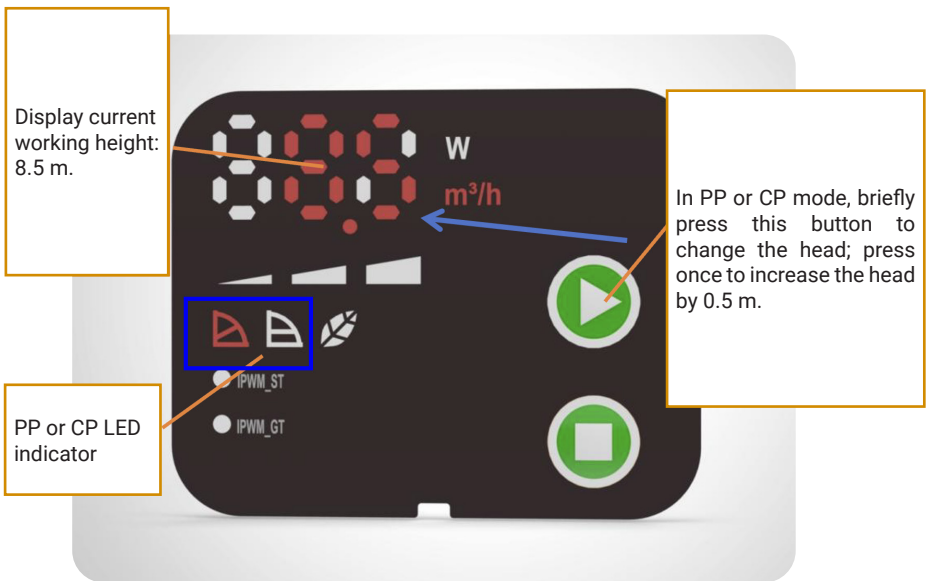 Display current
working height:
8.5 m.
W
m³/h
In PP or CP mode, briefly
press this button to
change the head; press
once to increase the head
by 0.5 m.
IPWM_ST
PP or CP LED
indicator
IPWM_GT